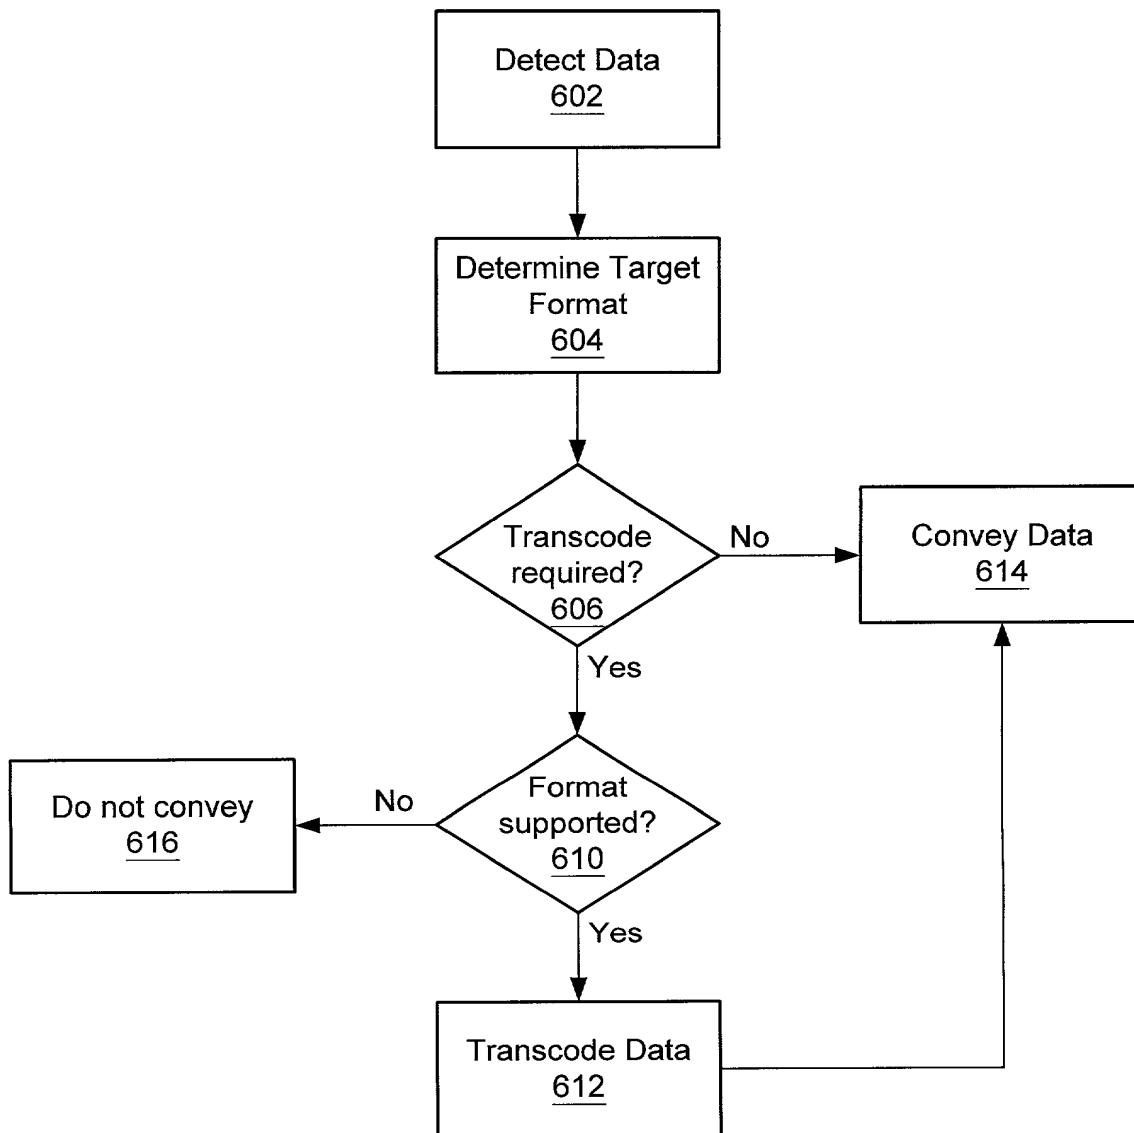 Detect Data
602
Determine Target
Format
604
Transcode
required?
606
No
Convey Data
614
Yes
Do not convey
616
No
Format
supported?
610
Yes
Transcode Data
612